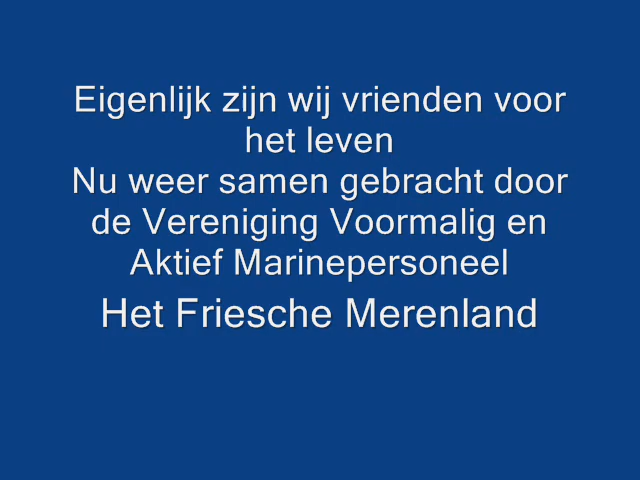 Eigenlijk zijn wij vrienden voor
het leven
Nu weer samen gebracht door
de Vereniging Voormalig en
Aktief Marinepersoneel
Het Friesche Merenland